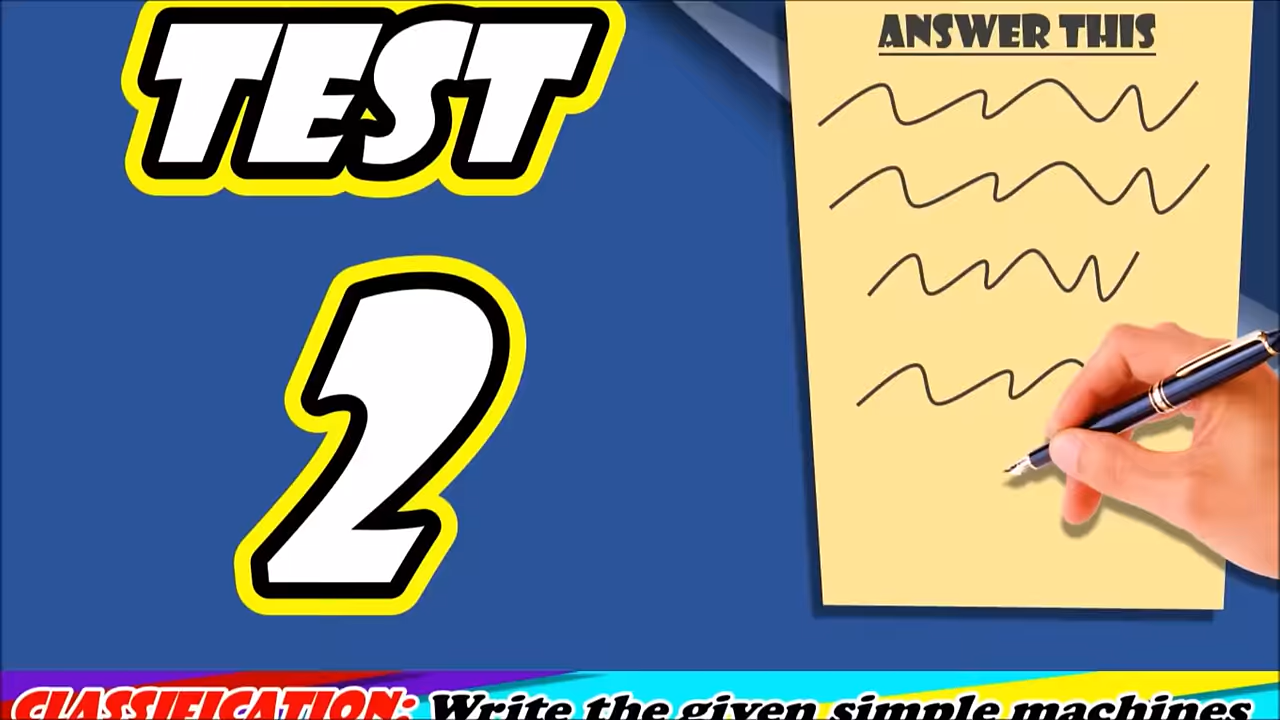 TEST
2
ANSWER THIS
CLASSIFICATION: Write the given simple machines